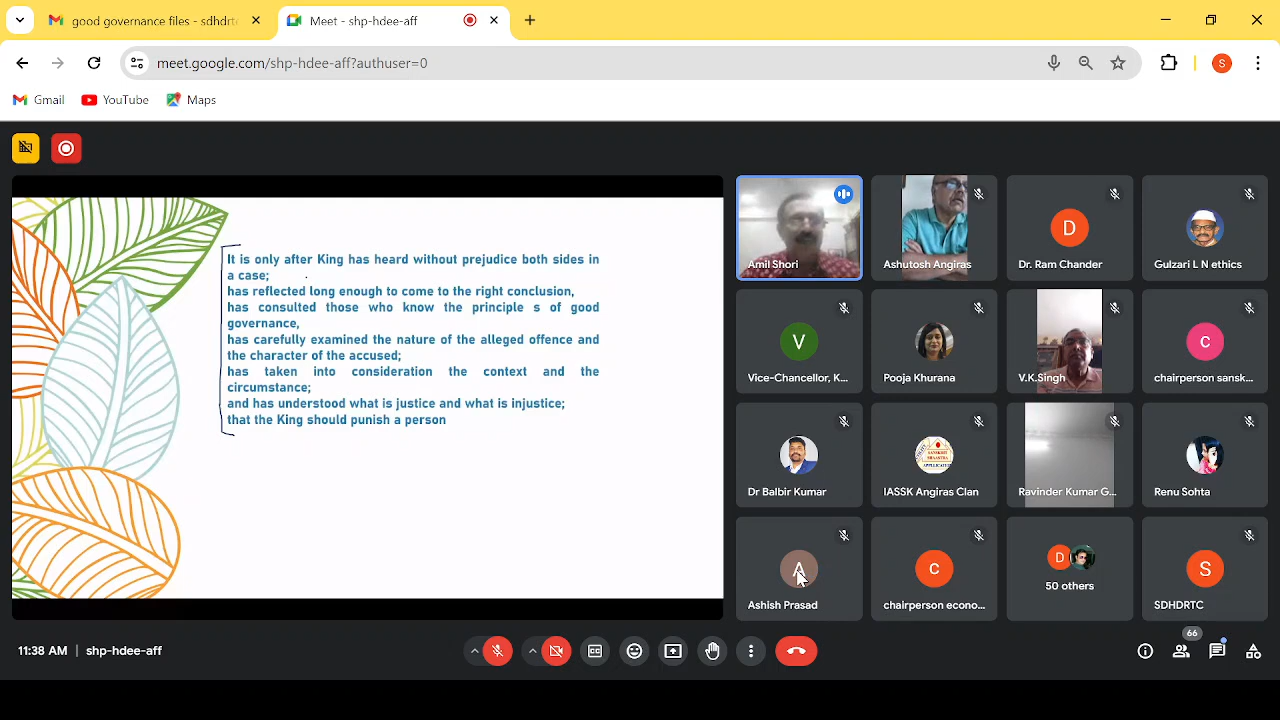 good governance files - sdhdrt
Meet - shp-hdee-aff
meet.google.com/shp-hdee-aff?authuser=0
S
Gmail
YouTube
Maps
It is only after King has heard without prejudice both sides in
a case;
has reflected long enough to come to the right conclusion,
has consulted those who know the principle s of good
governance,
has carefully examined the nature of the alleged offence and
the character of the accused;
has taken into consideration the context and the
circumstance;
and has understood what is justice and what is injustice;
that the King should punish a person
Amil Shori
Ashutosh Angiras
D
Dr. Ram Chander
Gulzari L N ethics
V
Vice-Chancellor, K...
Pooja Khurana
V.K.Singh
c
chairperson sansk...
Dr Balbir Kumar
IASSK Angiras Clan
Ravinder Kumar G...
Renu Sohta
A
Ashish Prasad
c
chairperson econo...
D
50 others
S
SDHDRTC
11:38 AM | shp-hdee-aff
66